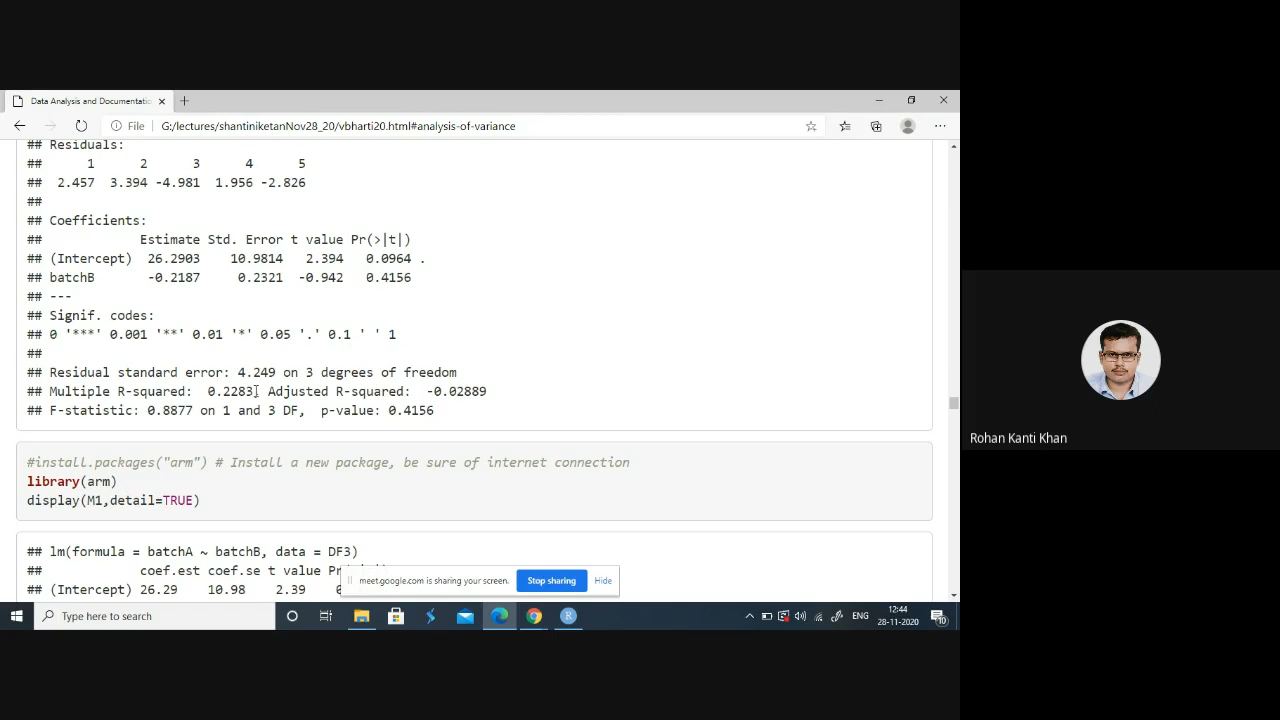 Data Analysis and Documentatio
File
G:/lectures/shantiniketanNov28_20/vbharti20.html#analysis-of-variance
## Residuals:
## 1 2 3 4 5
## 2.457 3.394 -4.981 1.956 -2.826
##
## Coefficients:
## Estimate Std. Error t value Pr(>|t|)
## (Intercept) 26.2903 10.9814 2.394 0.0964 .
## batchB -0.2187 0.2321 -0.942 0.4156
## ---
## Signif. codes:
## 0 '***' 0.001 '**' 0.01 '*' 0.05 '.' 0.1 ' ' 1
##
## Residual standard error: 4.249 on 3 degrees of freedom
## Multiple R-squared: 0.2283, Adjusted R-squared: -0.02889
## F-statistic: 0.8877 on 1 and 3 DF, p-value: 0.4156
#install.packages("arm") # Install a new package, be sure of internet connection
library(arm)
display(M1,detail=TRUE)
## lm(formula = batchA ~ batchB, data = DF3)
## coef.est coef.se t value
## (Intercept) 26.29 10.98 2.39
meet.google.com is sharing your screen.
Stop sharing
Hide
Rohan Kanti Khan
Type here to search
ENG
12:44
28-11-2020
10